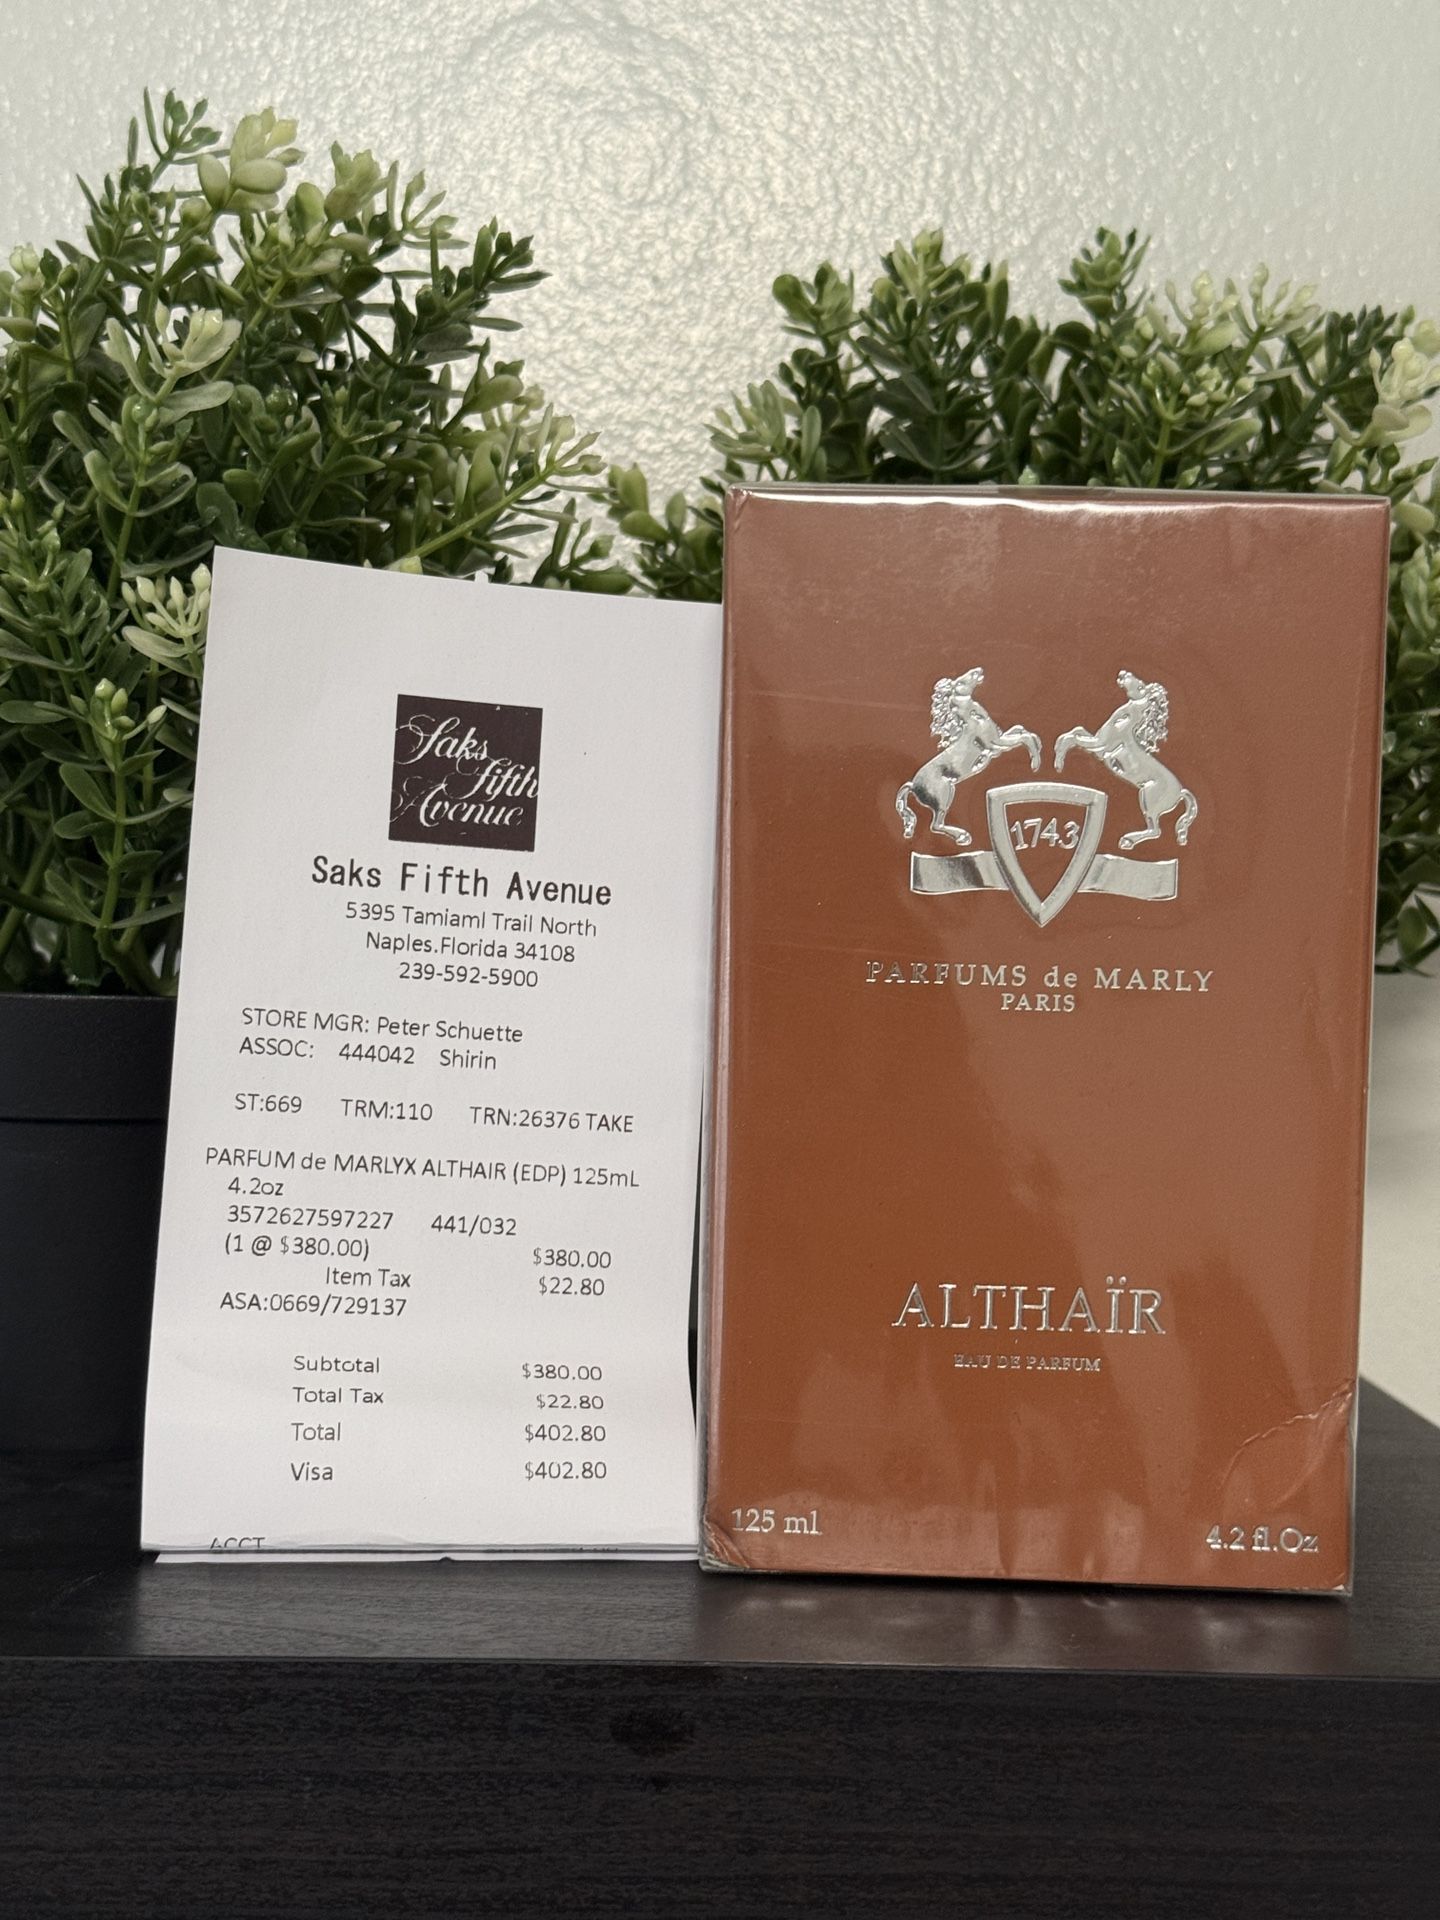 Saks
Fifth
Avenue
Saks Fifth Avenue
5395 Tamiaml Trail North
Naples.Florida 34108
239-592-5900
STORE MGR: Peter Schuette
ASSOC: 444042 Shirin
ST:669 TRM:110 TRN:26376 TAKE
PARFUM de MARLYX ALTHAIR (EDP) 125mL
4.2oz
3572627597227 441/032
(1 @ $380.00) $380.00
Item Tax $22.80
ASA:0669/729137
Subtotal $380.00
Total Tax $22.80
Total $402.80
Visa $402.80
ACCT
1743
PARFUMS de MARLY
PARIS
ALTHAÏR
EAU DE PARFUM
125 ml 4.2 fl.Oz